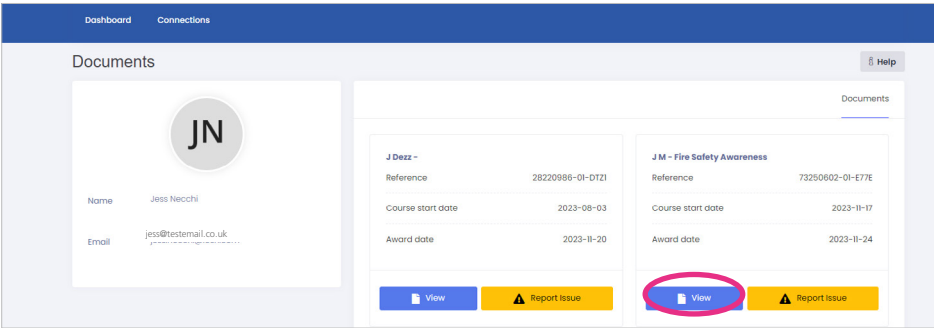 Dashboard Connections
Documents
Help
JN
Name Jess Necchi
Email jess@testemail.co.uk
Documents
J Dezz -
Reference 28220986-01-DTZ1
Course start date 2023-08-03
Award date 2023-11-20
View Report Issue
J M - Fire Safety Awareness
Reference 73250602-01-E77E
Course start date 2023-11-17
Award date 2023-11-24
View Report Issue